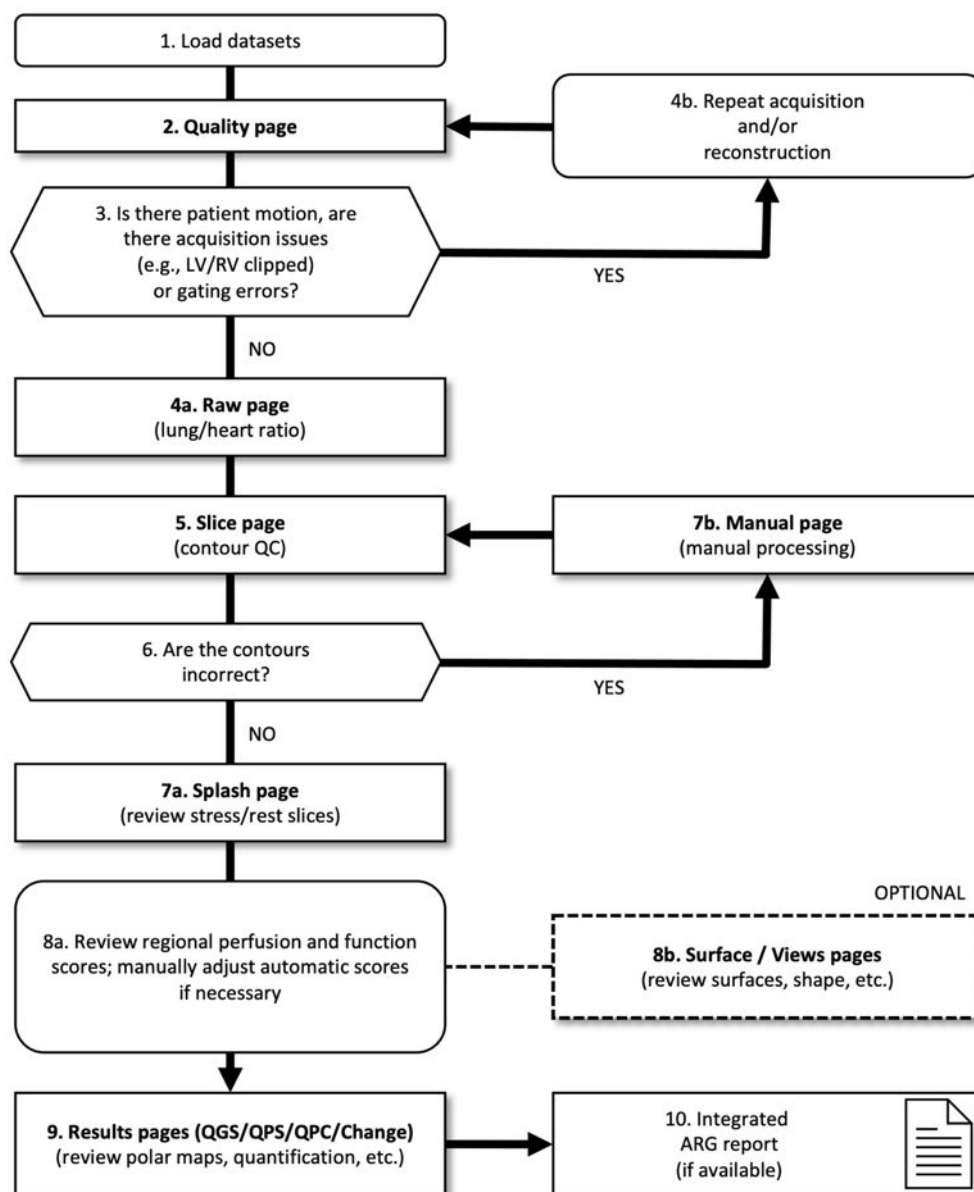 1. Load datasets
2. Quality page
4b. Repeat acquisition
and/or
reconstruction
3. Is there patient motion, are
there acquisition issues
(e.g., LV/RV clipped)
or gating errors?
YES
NO
4a. Raw page
(lung/heart ratio)
5. Slice page
(contour QC)
7b. Manual page
(manual processing)
6. Are the contours
incorrect?
YES
NO
7a. Splash page
(review stress/rest slices)
OPTIONAL
8a. Review regional perfusion and function
scores; manually adjust automatic scores
if necessary
8b. Surface / Views pages
(review surfaces, shape, etc.)
9. Results pages (QGS/QPS/QPC/Change)
(review polar maps, quantification, etc.)
10. Integrated
ARG report
(if available)